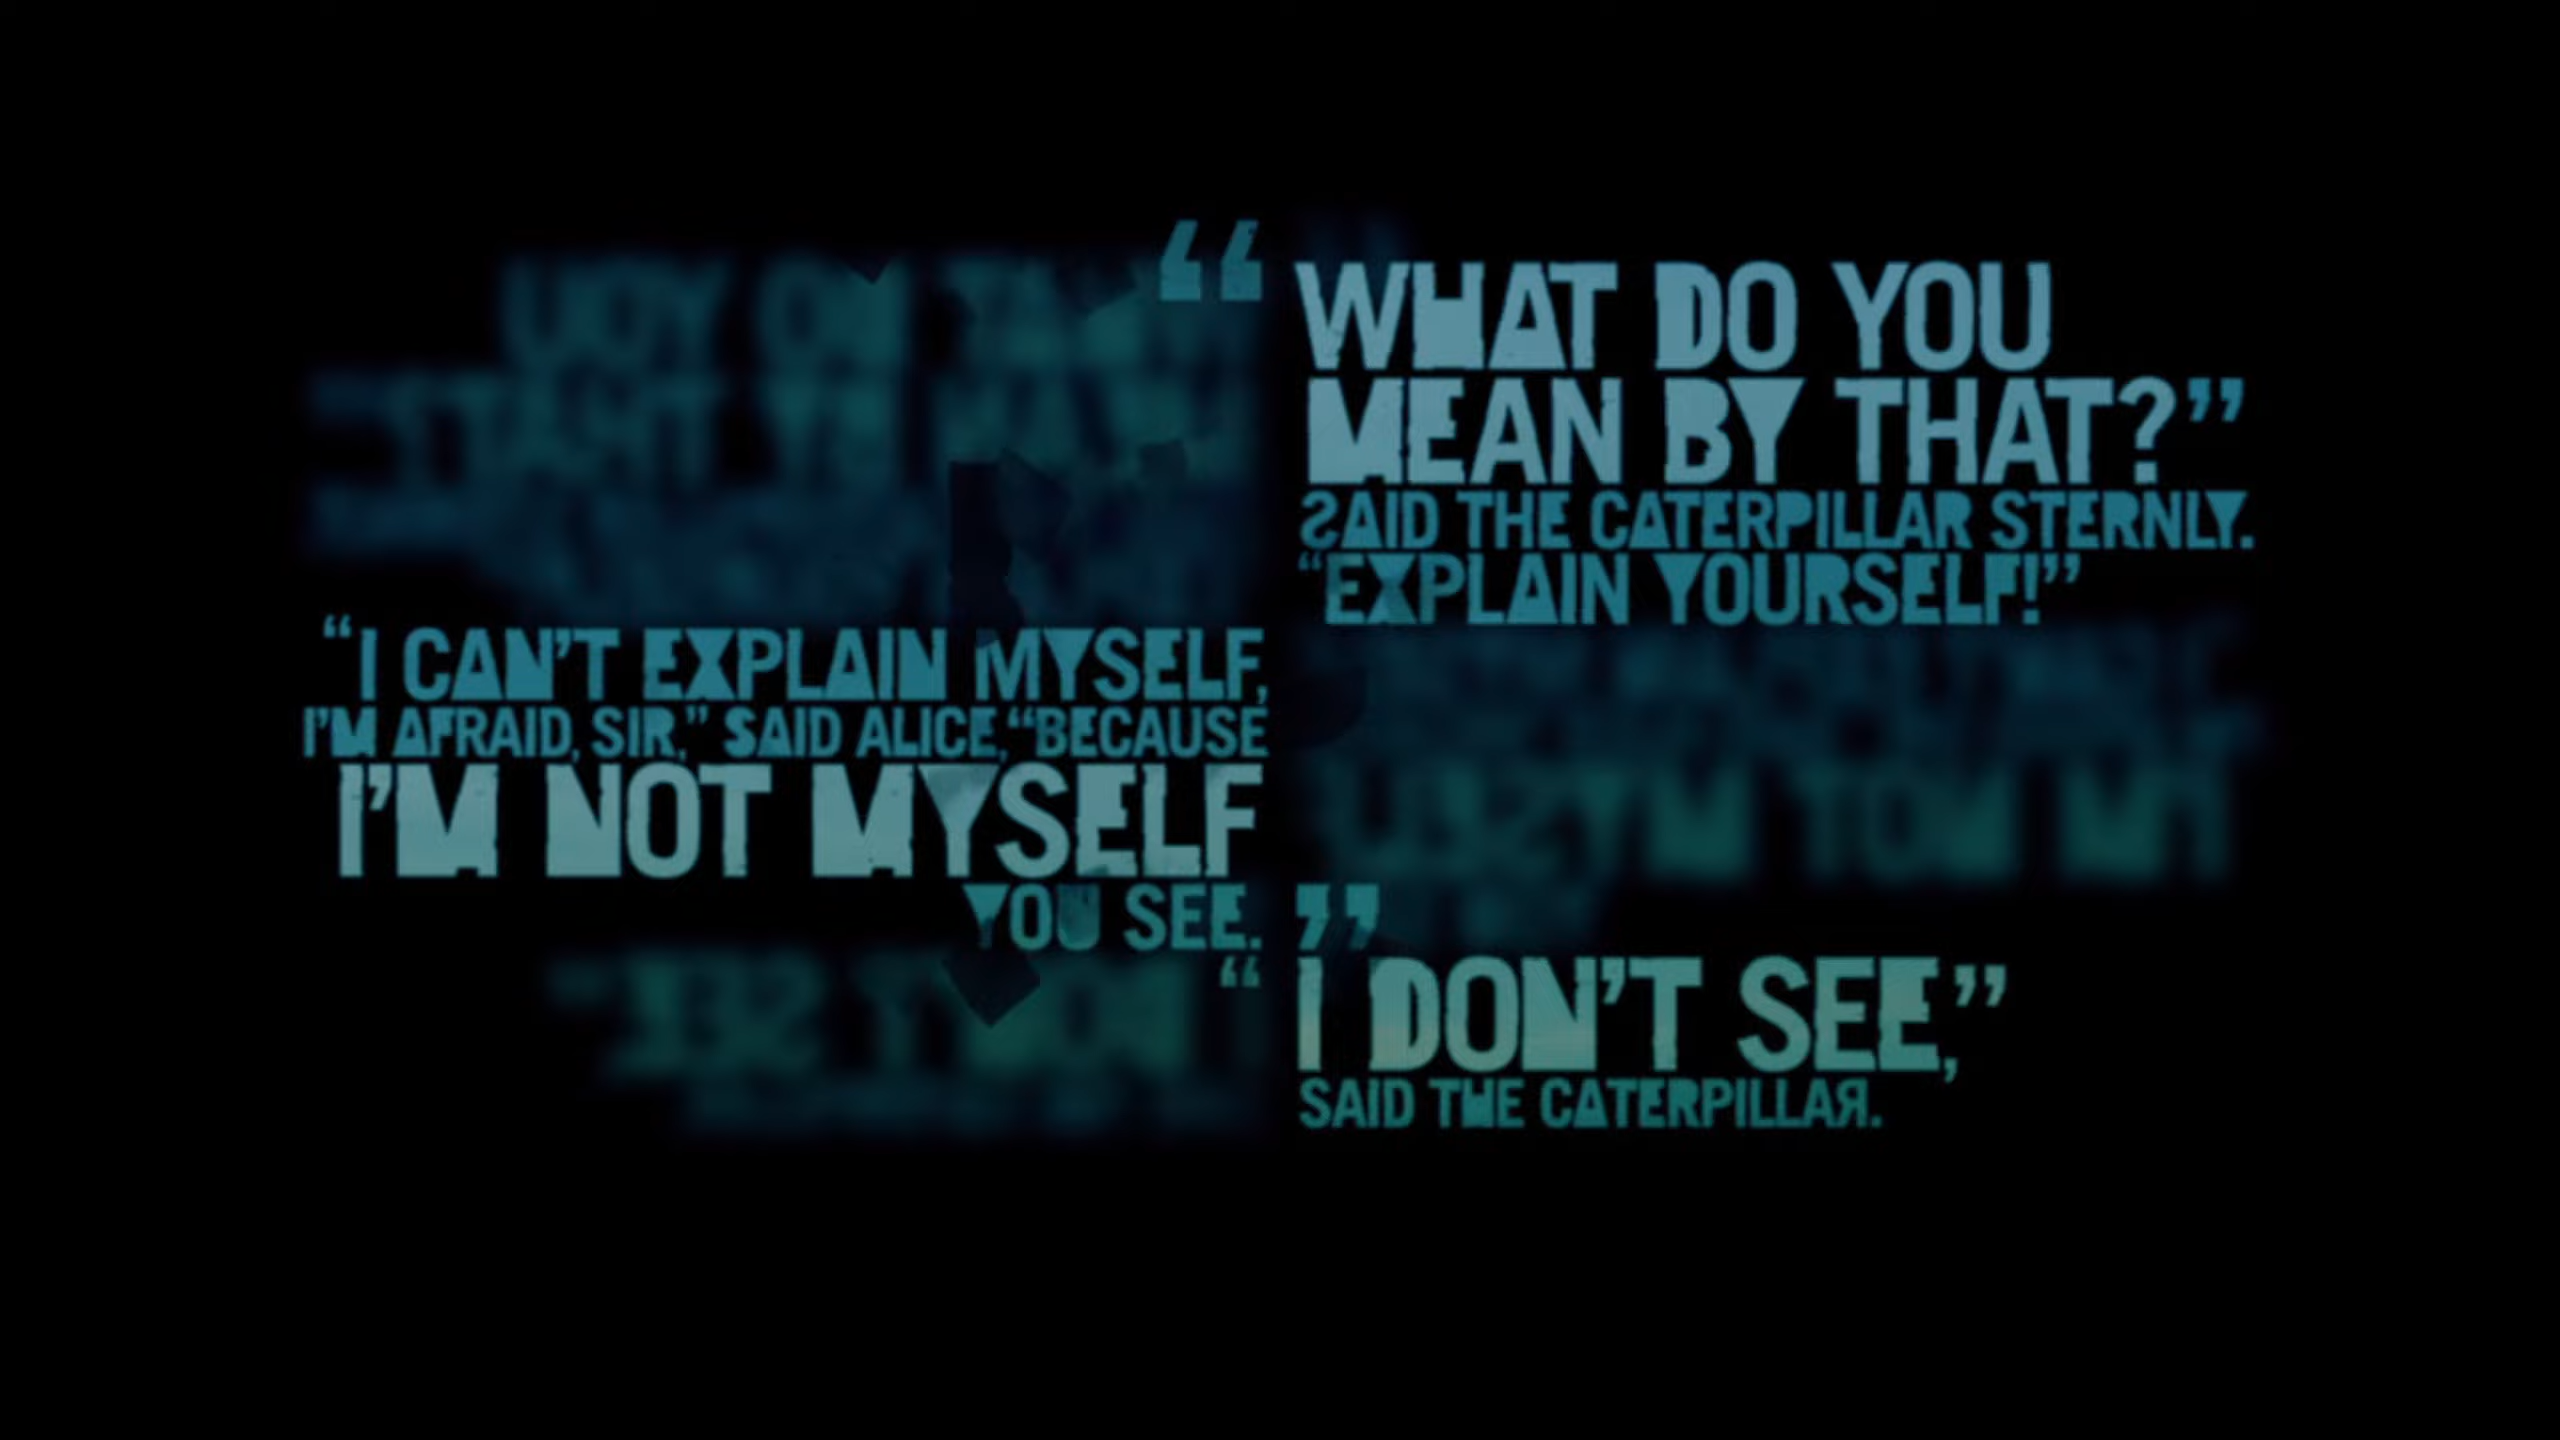 “WHAT DO YOU
MEAN BY THAT?”
SAID THE CATERPILLAR STERNLY.
“EXPLAIN YOURSELF!”
“I CAN’T EXPLAIN MYSELF,
I’M AFRAID, SIR,” SAID ALICE, “BECAUSE
I’M NOT MYSELF
YOU SEE.”
“I DON’T SEE,”
SAID THE CATERPILLAR.